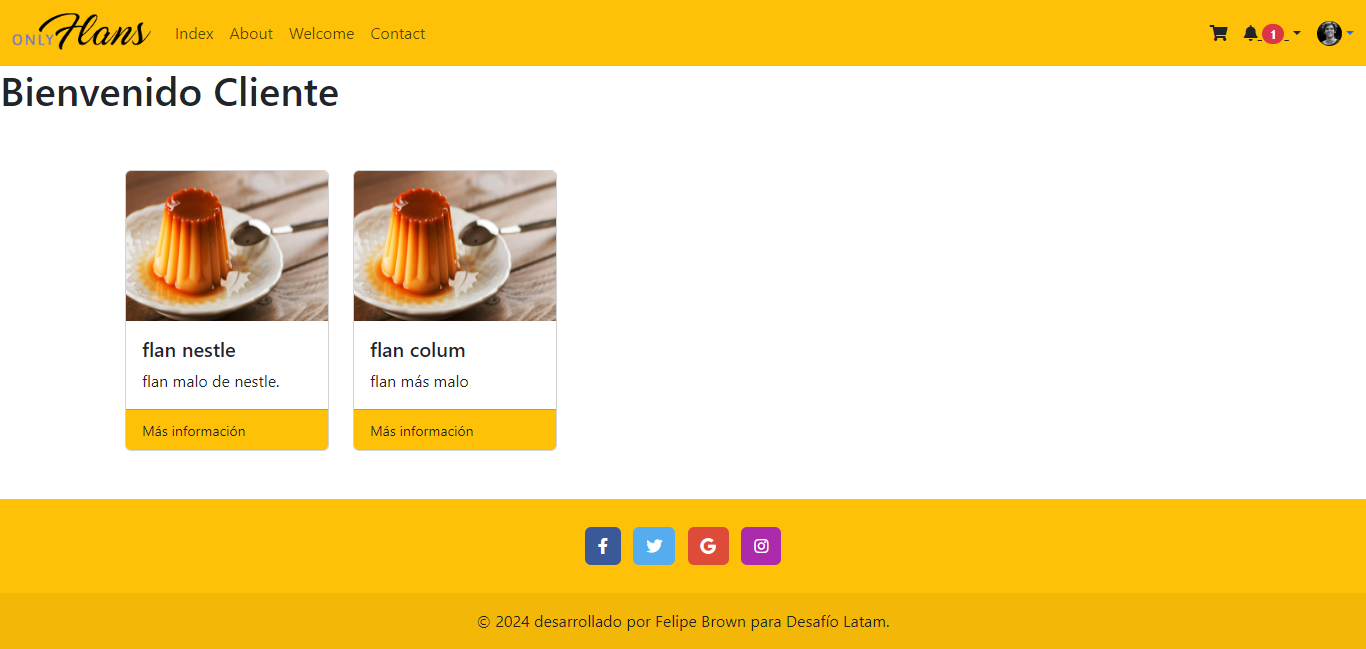 ONLY Flans Index About Welcome Contact 1
Bienvenido Cliente
flan nestle
flan malo de nestle.
Más información
flan colum
flan más malo
Más información
© 2024 desarrollado por Felipe Brown para Desafío Latam.